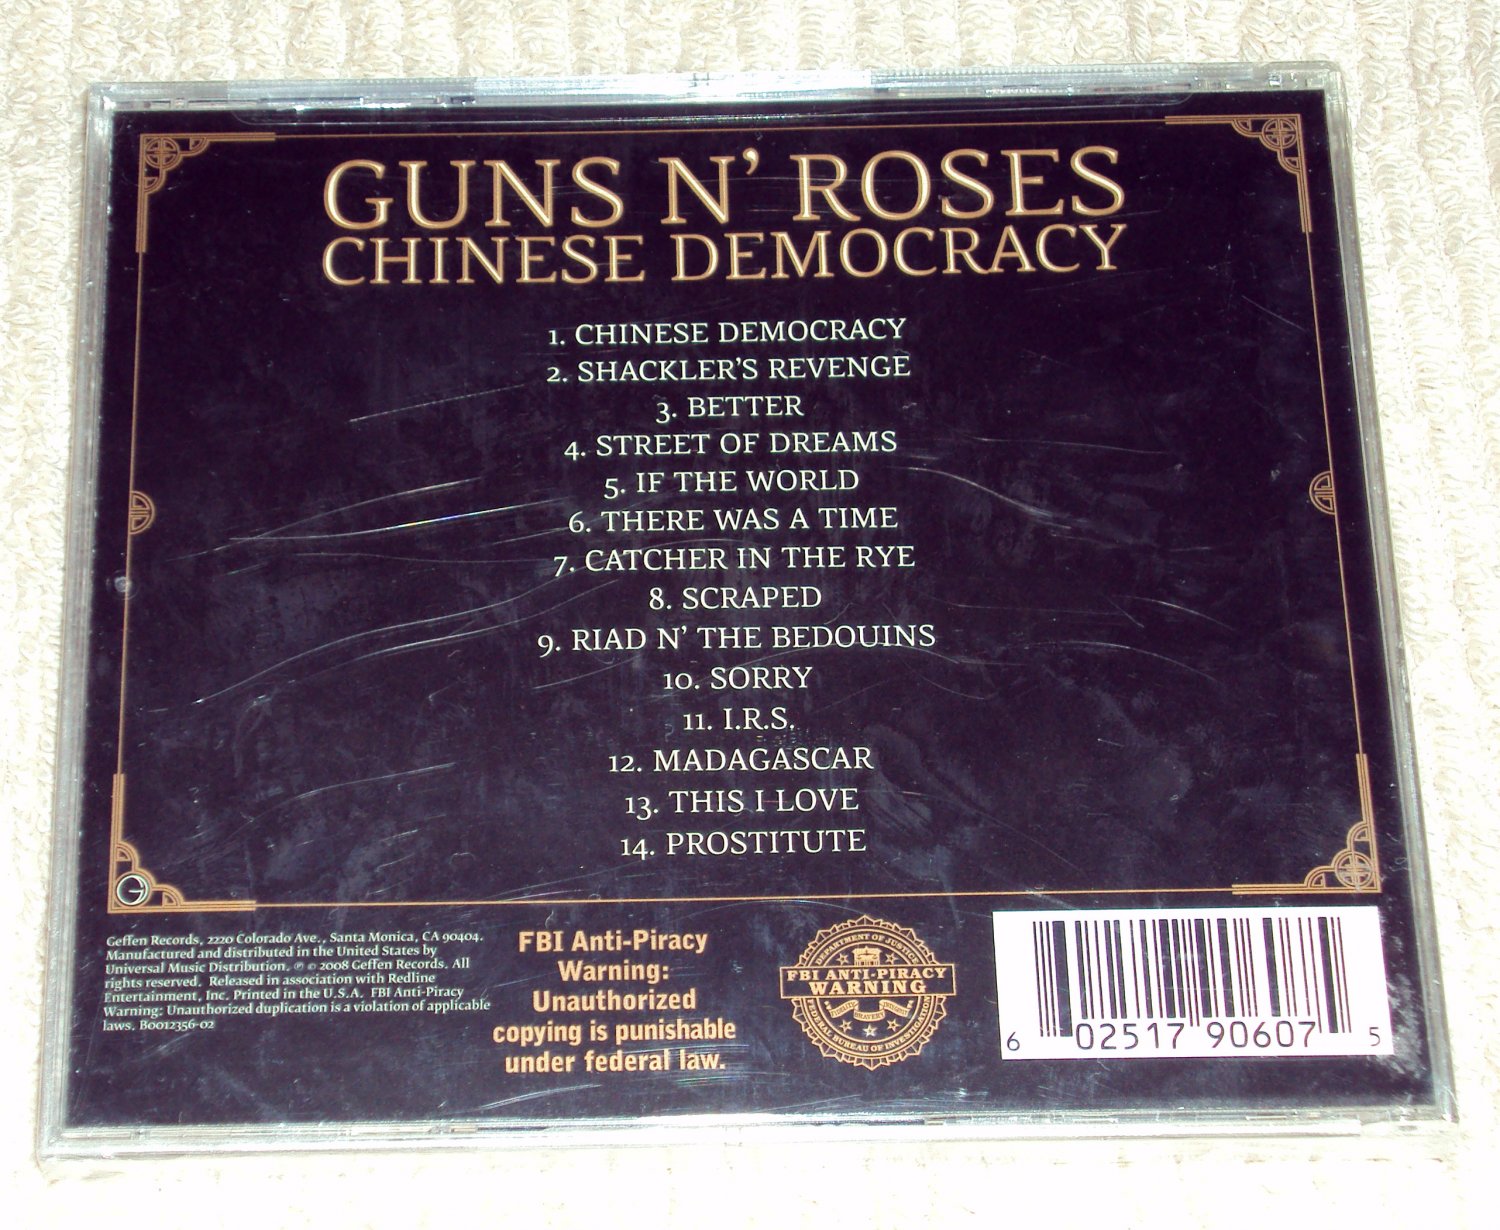 GUNS N' ROSES
CHINESE DEMOCRACY
1. CHINESE DEMOCRACY
2. SHACKLER'S REVENGE
3. BETTER
4. STREET OF DREAMS
5. IF THE WORLD
6. THERE WAS A TIME
7. CATCHER IN THE RYE
8. SCRAPED
9. RIAD N' THE BEDOUINS
10. SORRY
11. I.R.S.
12. MADAGASCAR
13. THIS I LOVE
14. PROSTITUTE
Geffen Records, 2220 Colorado Ave., Santa Monica, CA 90404.
Manufactured and distributed in the United States by
Universal Music Distribution. ℗ © 2008 Geffen Records. All
rights reserved. Released in association with Redline
Entertainment, Inc. Printed in the U.S.A. FBI Anti-Piracy
Warning: Unauthorized duplication is a violation of applicable
laws. B0012356-02
FBI Anti-Piracy
Warning:
Unauthorized
copying is punishable
under federal law.
DEPARTMENT OF JUSTICE
FBI ANTI-PIRACY
WARNING
FIDELITY BRAVERY INTEGRITY
FEDERAL BUREAU OF INVESTIGATION
6 02517 90607 5